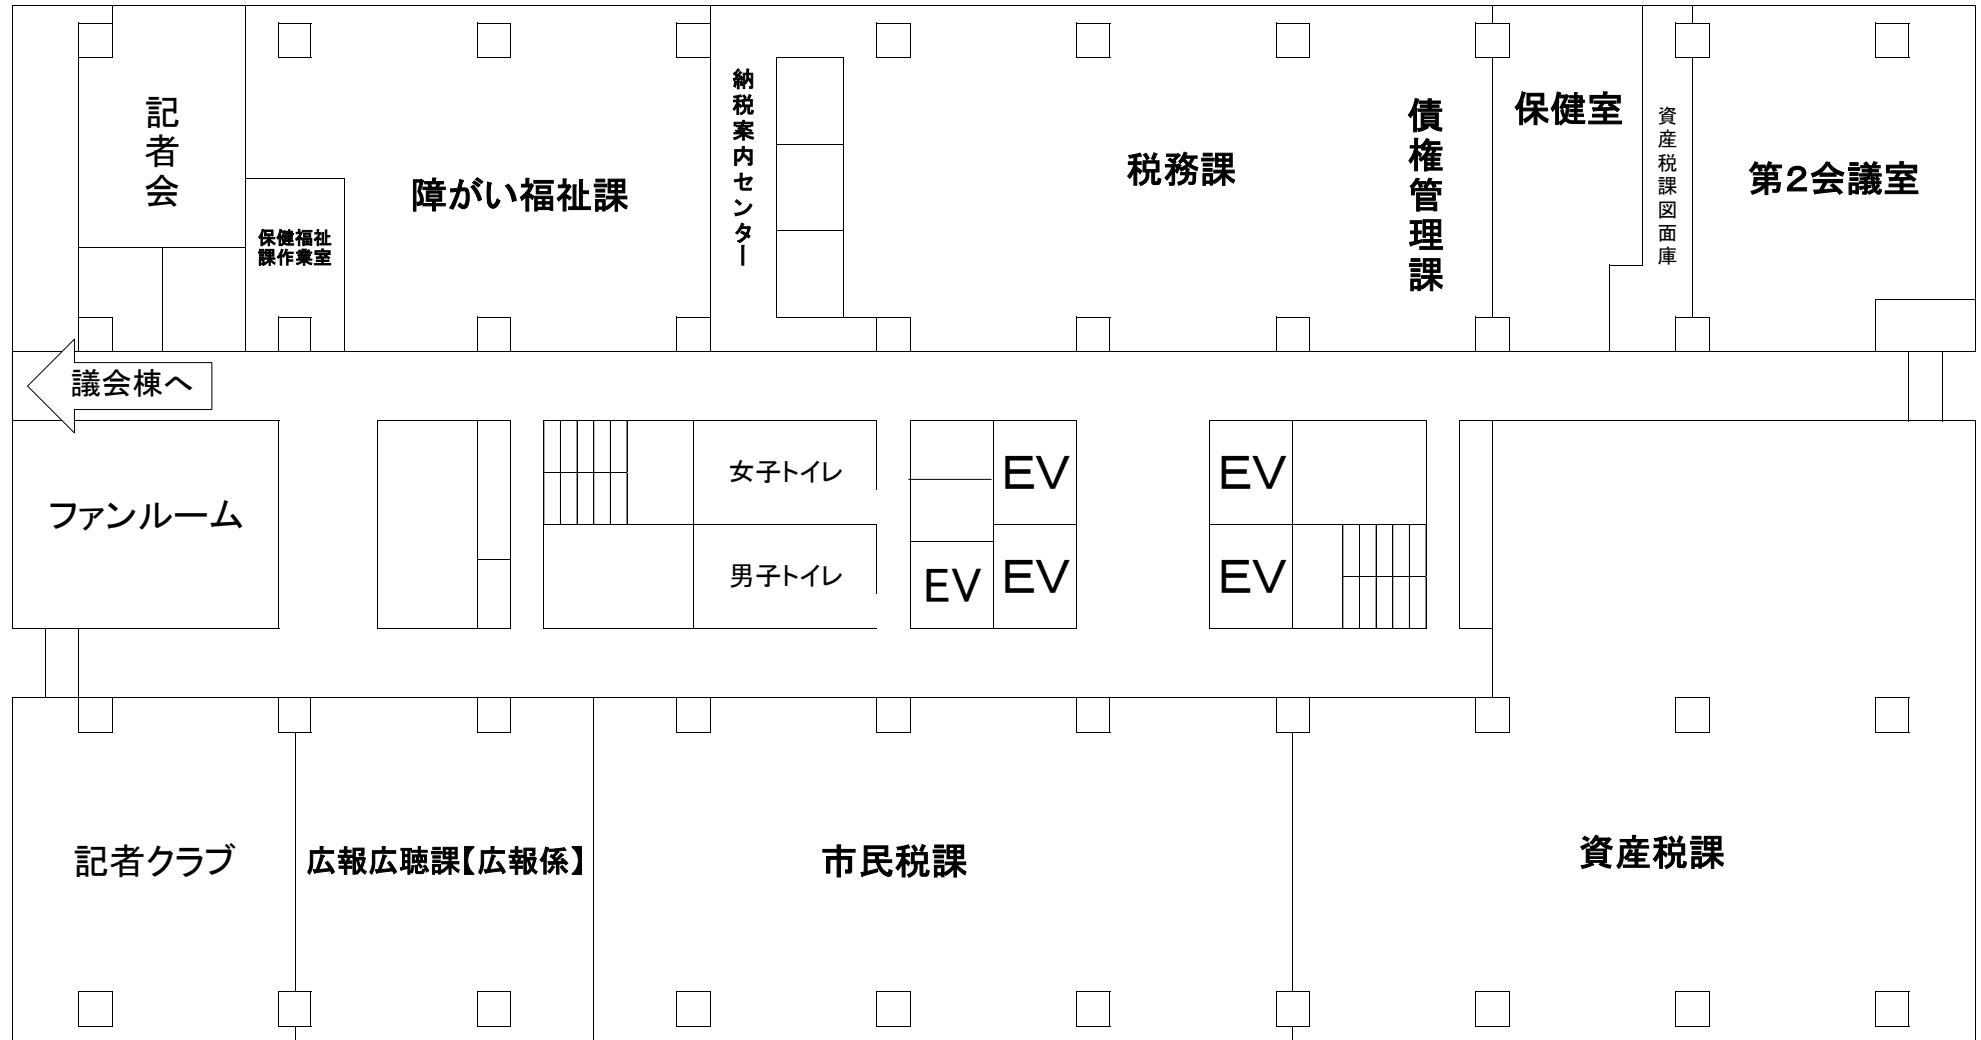 記者会
保健福祉
課作業室
障がい福祉課
納税案内センター
税務課
債権管理課
保健室
資産税課図面庫
第2会議室
議会棟へ
ファンルーム
女子トイレ
男子トイレ
EV
EV
EV
EV
EV
記者クラブ
広報広聴課【広報係】
市民税課
資産税課